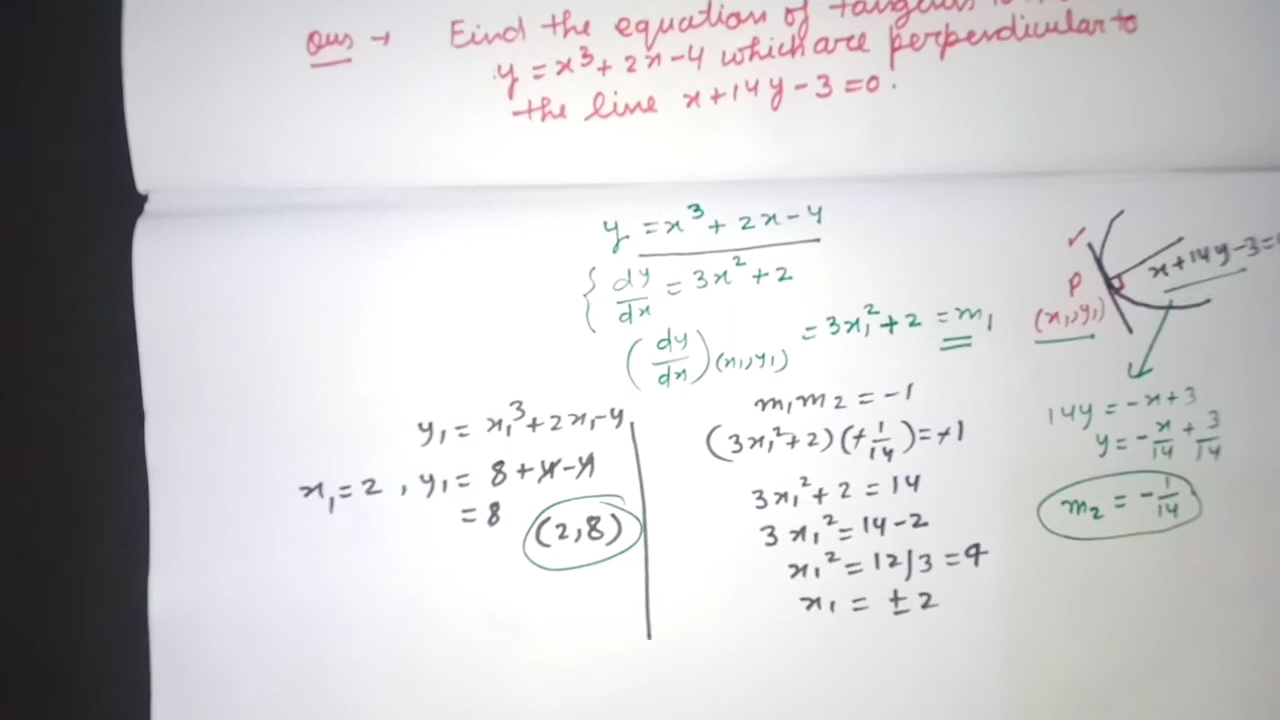 Ques → Find the equation of
y = x³ + 2x - 4 which are perpendicular to
the line x + 14y - 3 = 0.
y = x³ + 2x - 4
dy/dx = 3x² + 2
(dy/dx)(x₁, y₁) = 3x₁² + 2 = m₁
P
(x₁, y₁)
x + 14y - 3 =
14y = -x + 3
y = -x/14 + 3/14
m₂ = -1/14
m₁m₂ = -1
(3x₁² + 2)(+1/14) = +1
3x₁² + 2 = 14
3x₁² = 14 - 2
x₁² = 12/3 = 4
x₁ = ± 2
y₁ = x₁³ + 2x₁ - 4
x₁ = 2, y₁ = 8 + 4 - 4
= 8 (2, 8)